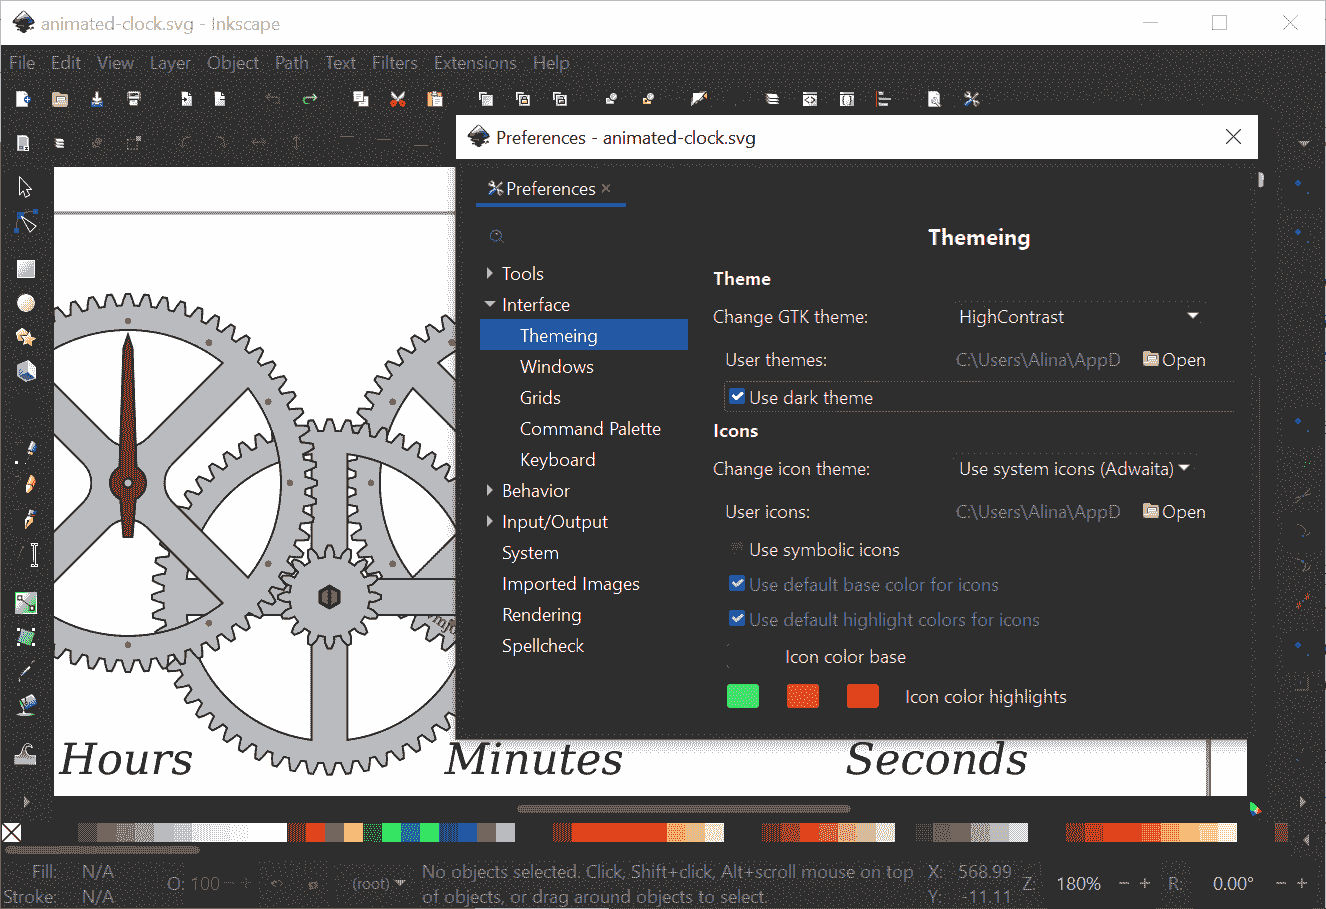 animated-clock.svg - Inkscape
File Edit View Layer Object Path Text Filters Extensions Help
Preferences - animated-clock.svg
Preferences
Themeing
Tools
Interface
Themeing
Windows
Grids
Command Palette
Keyboard
Behavior
Input/Output
System
Imported Images
Rendering
Spellcheck
Theme
Change GTK theme: HighContrast
User themes: C:\Users\Alina\AppD Open
Use dark theme
Icons
Change icon theme: Use system icons (Adwaita)
User icons: C:\Users\Alina\AppD Open
Use symbolic icons
Use default base color for icons
Use default highlight colors for icons
Icon color base
Icon color highlights
Hours Minutes Seconds
Fill: N/A
Stroke: N/A
O: 100
(root)
No objects selected. Click, Shift+click, Alt+scroll mouse on top
of objects, or drag around objects to select.
X: 568.99
Y: -11.11
Z: 180%
R: 0.00°